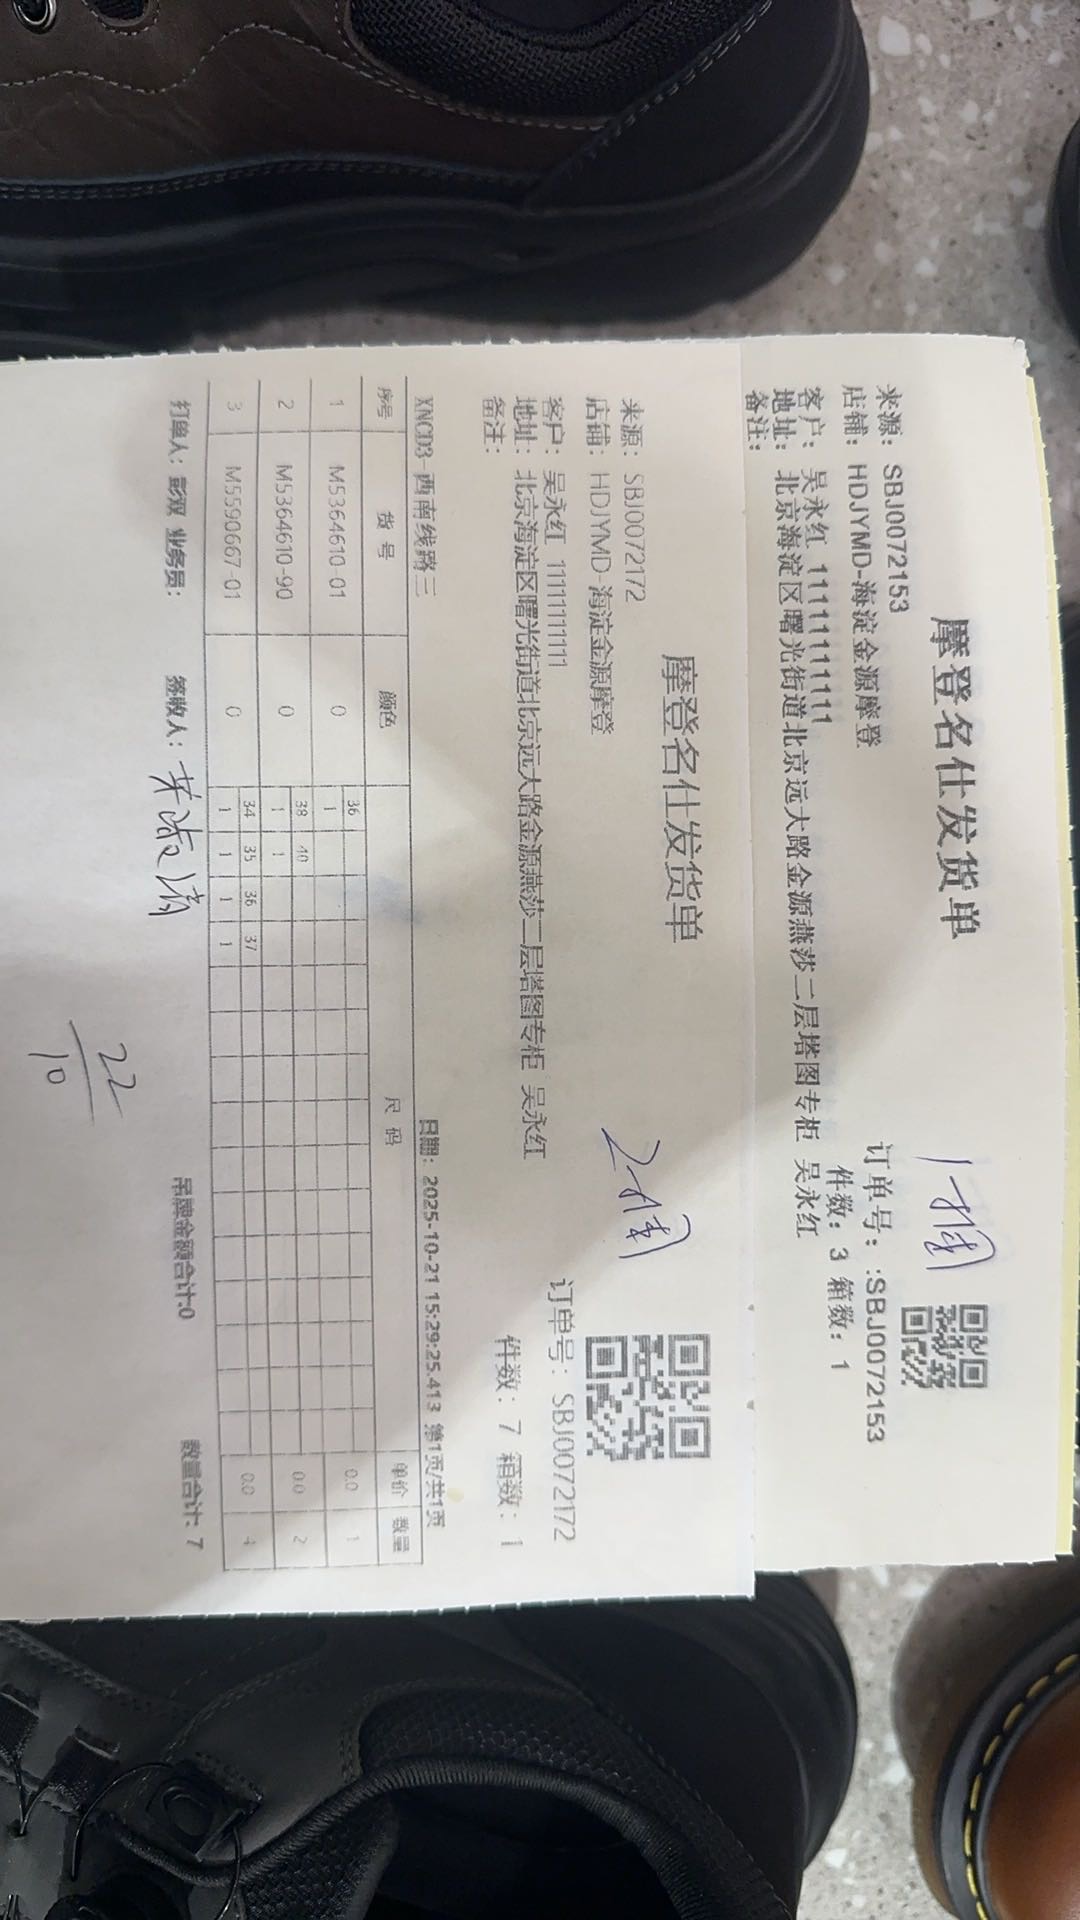 摩登名仕发货单
1箱
来源： SBJ0072153
订单号： :SBJ0072153
店铺： HDJYMD-海淀金源摩登
件数： 3 箱数： 1
客户： 吴永红 11111111111
地址： 北京海淀区曙光街道北京远大路金源燕莎二层塔图专柜 吴永红
备注：
摩登名仕发货单
2箱
来源： SBJ0072172
订单号： SBJ0072172
店铺： HDJYMD-海淀金源摩登
件数： 7 箱数： 1
客户： 吴永红 11111111111
地址： 北京海淀区曙光街道北京远大路金源燕莎二层塔图专柜 吴永红
备注：
XNCD3-西南线路三 日期： 2025-10-21 15:29:25.413 第1页/共1页
序号 货号 颜色 尺码 单价 数量
1 M5364610-01 0 36 0.0 1
1
2 M5364610-90 0 38 40 0.0 2
1 1
3 M5590667-01 0 34 35 36 37 0.0 4
1 1 1 1
打单人： 彭双 业务员： 签收人： 吊牌金额合计:0 数量合计： 7
22
10